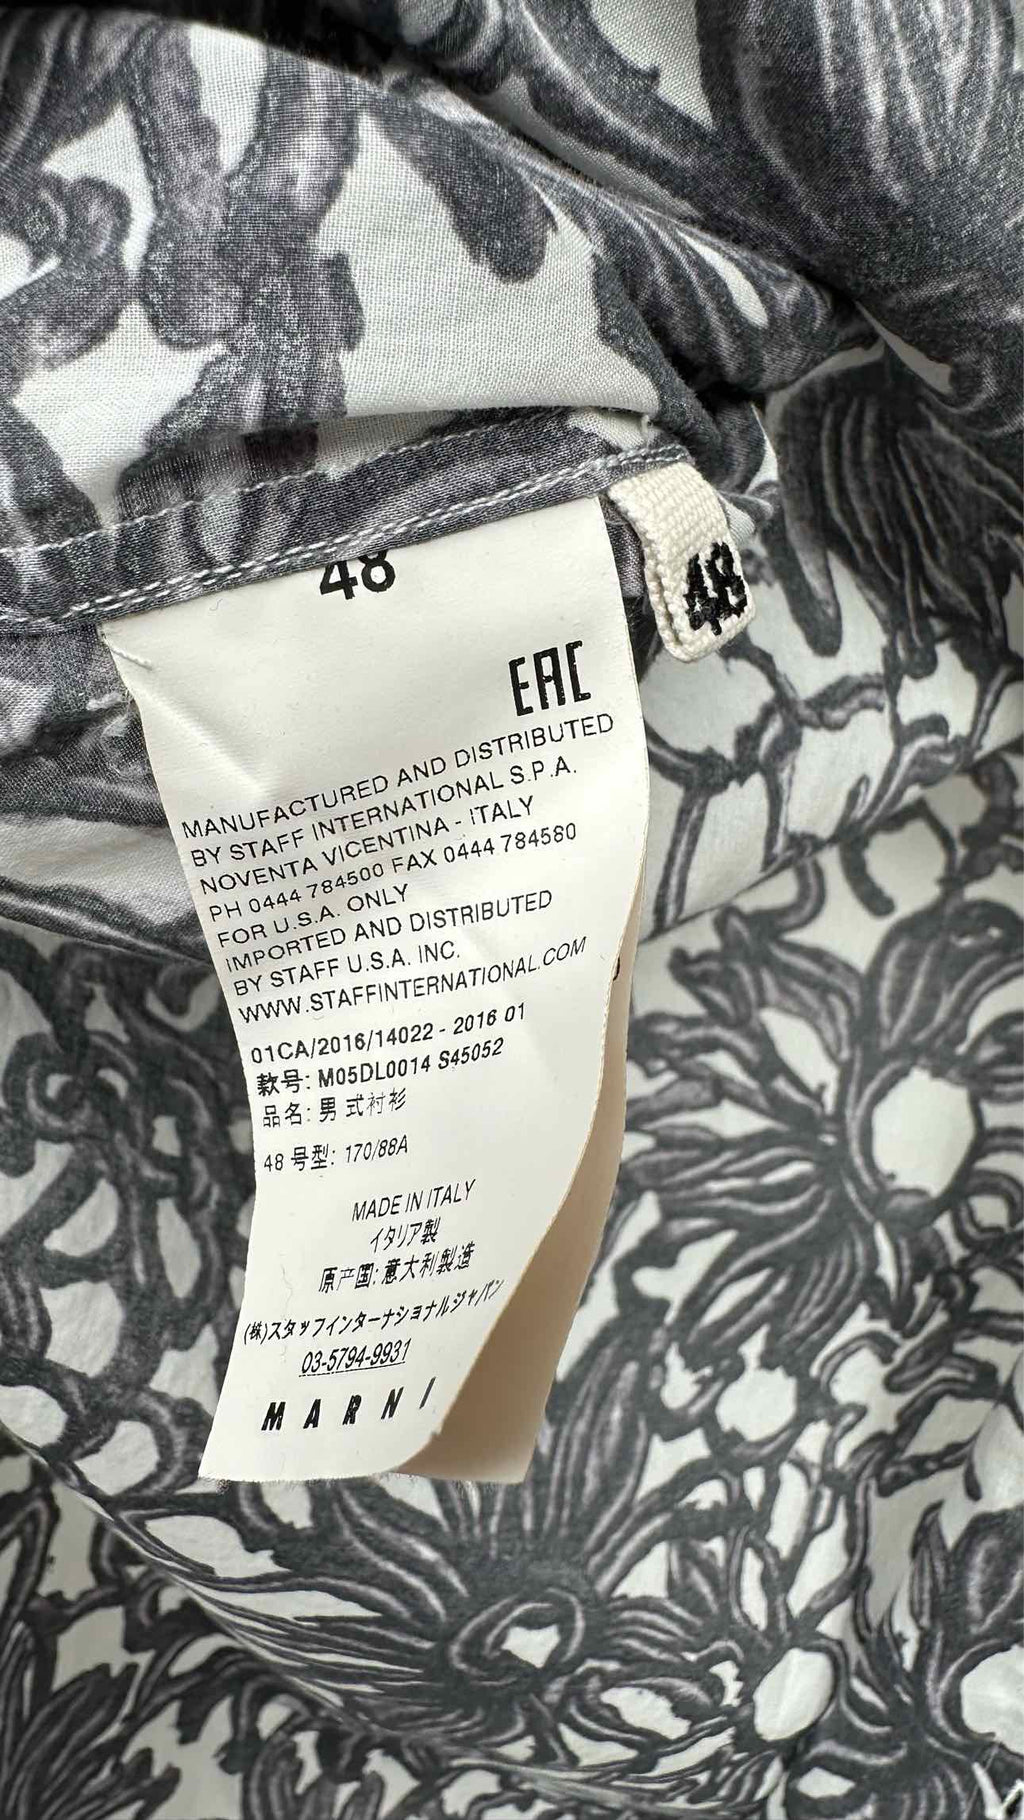 48
48
EAC
MANUFACTURED AND DISTRIBUTED
BY STAFF INTERNATIONAL S.P.A.
NOVENTA VICENTINA - ITALY
PH 0444 784500 FAX 0444 784580
FOR U.S.A. ONLY
IMPORTED AND DISTRIBUTED
BY STAFF U.S.A. INC.
WWW.STAFFINTERNATIONAL.COM
01CA/2016/14022 - 2016 01
款号: M05DL0014 S45052
品名: 男式衬衫
48 号型: 170/88A
MADE IN ITALY
イタリア製
原产国: 意大利製造
(株)スタッフインターナショナルジャパン
03-5794-9931
MARNI